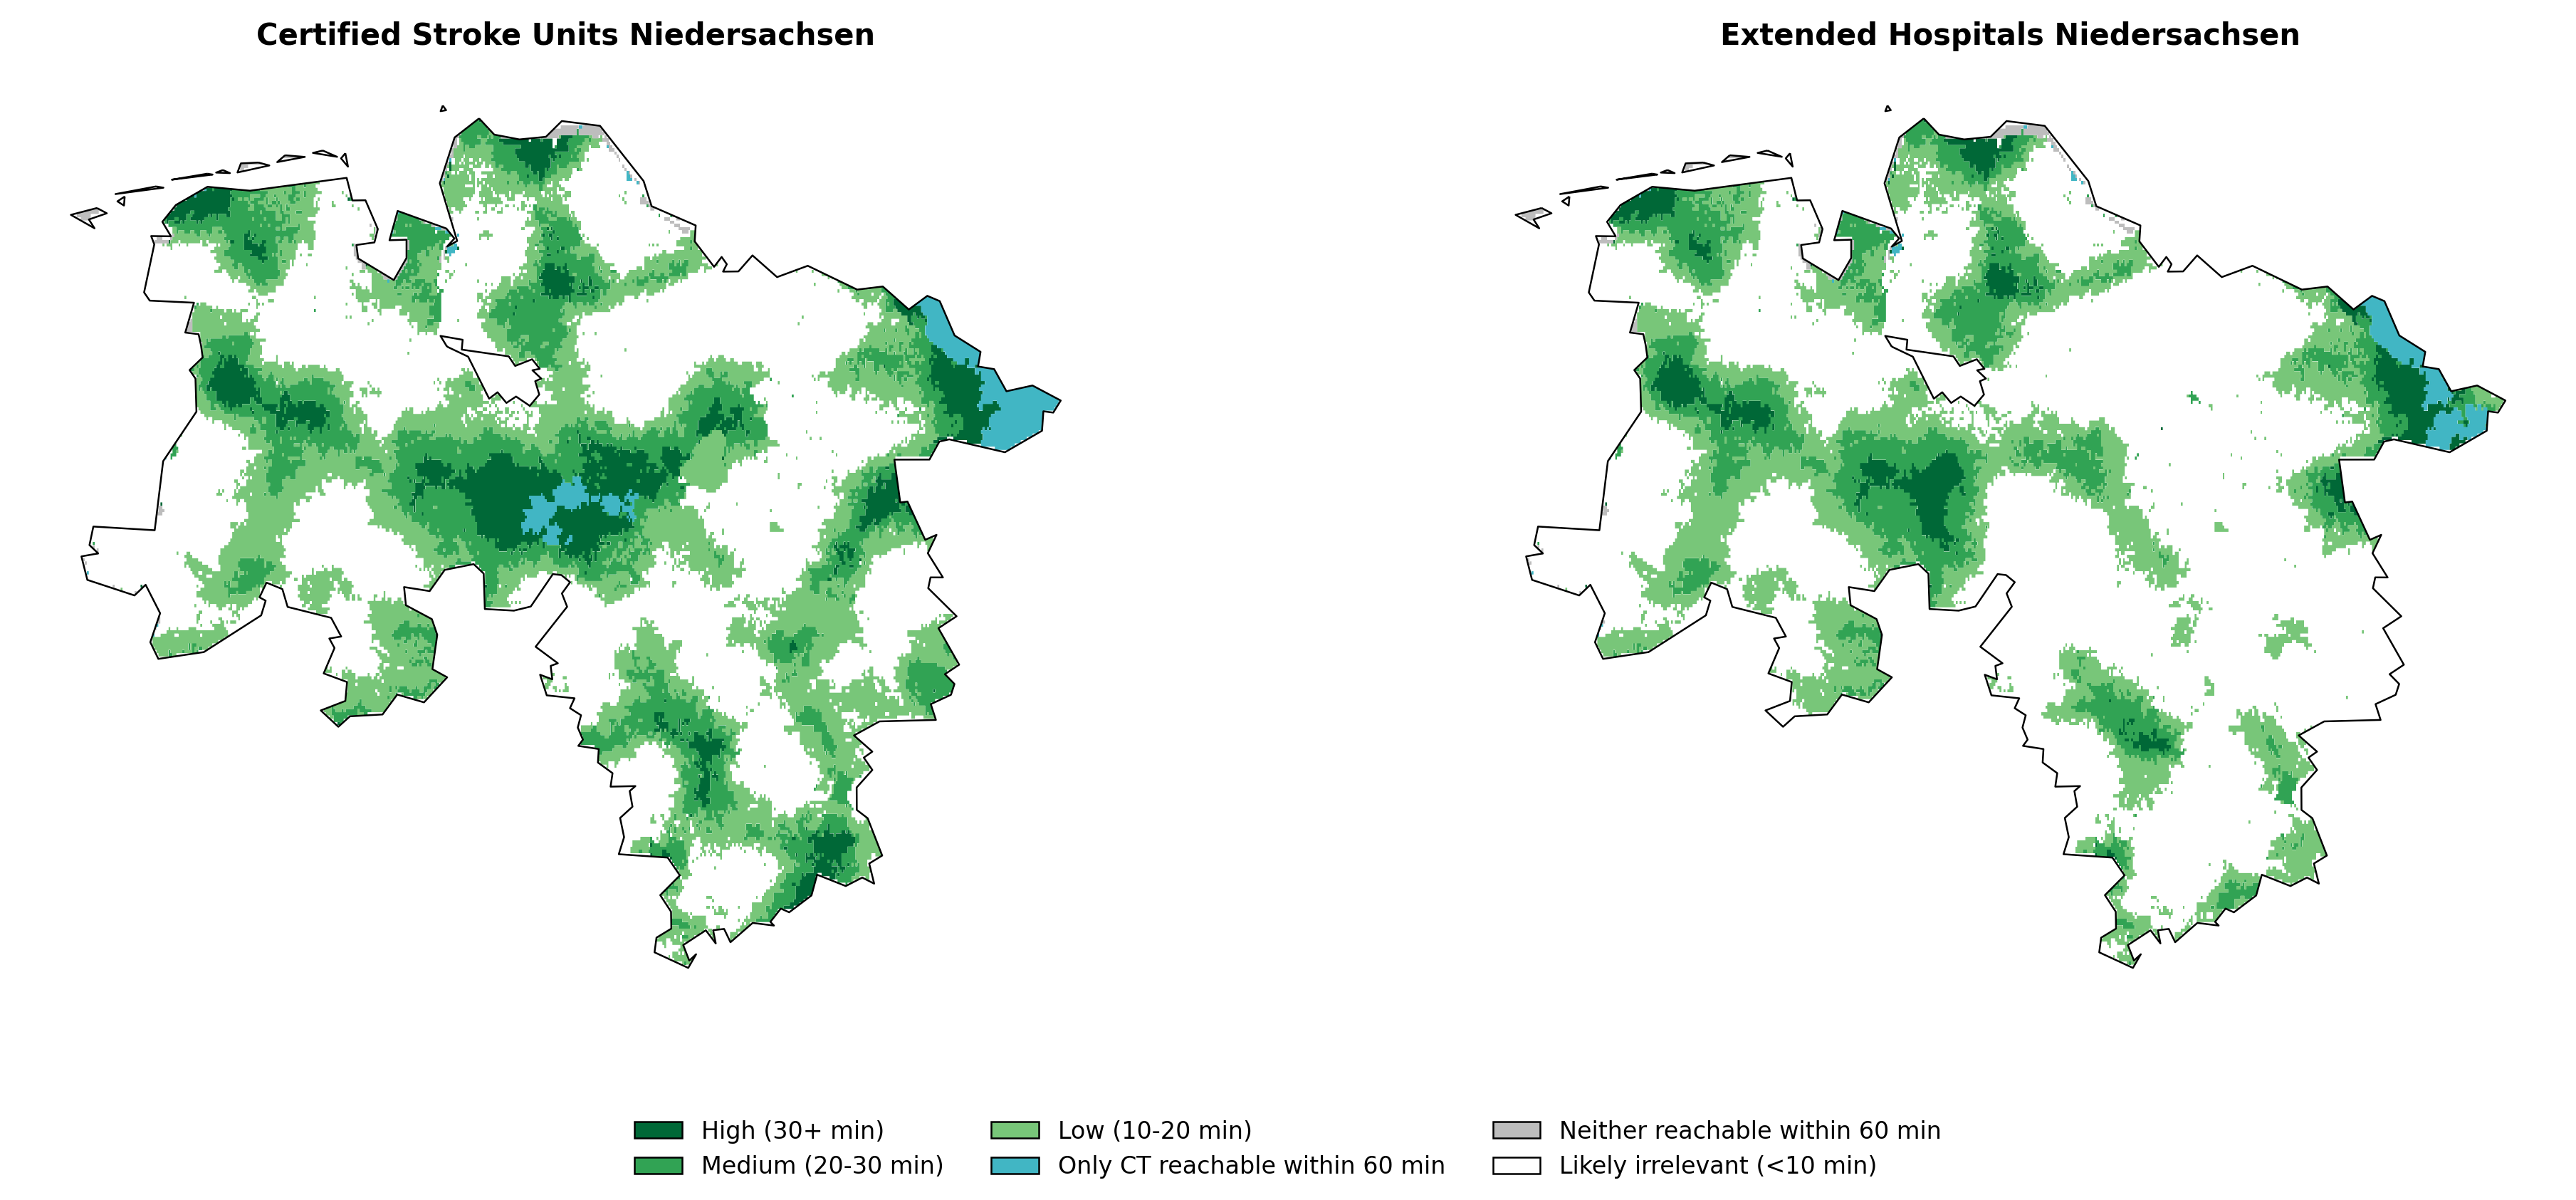 Certified Stroke Units Niedersachsen
Extended Hospitals Niedersachsen
High (30+ min)
Medium (20-30 min)
Low (10-20 min)
Only CT reachable within 60 min
Neither reachable within 60 min
Likely irrelevant (<10 min)